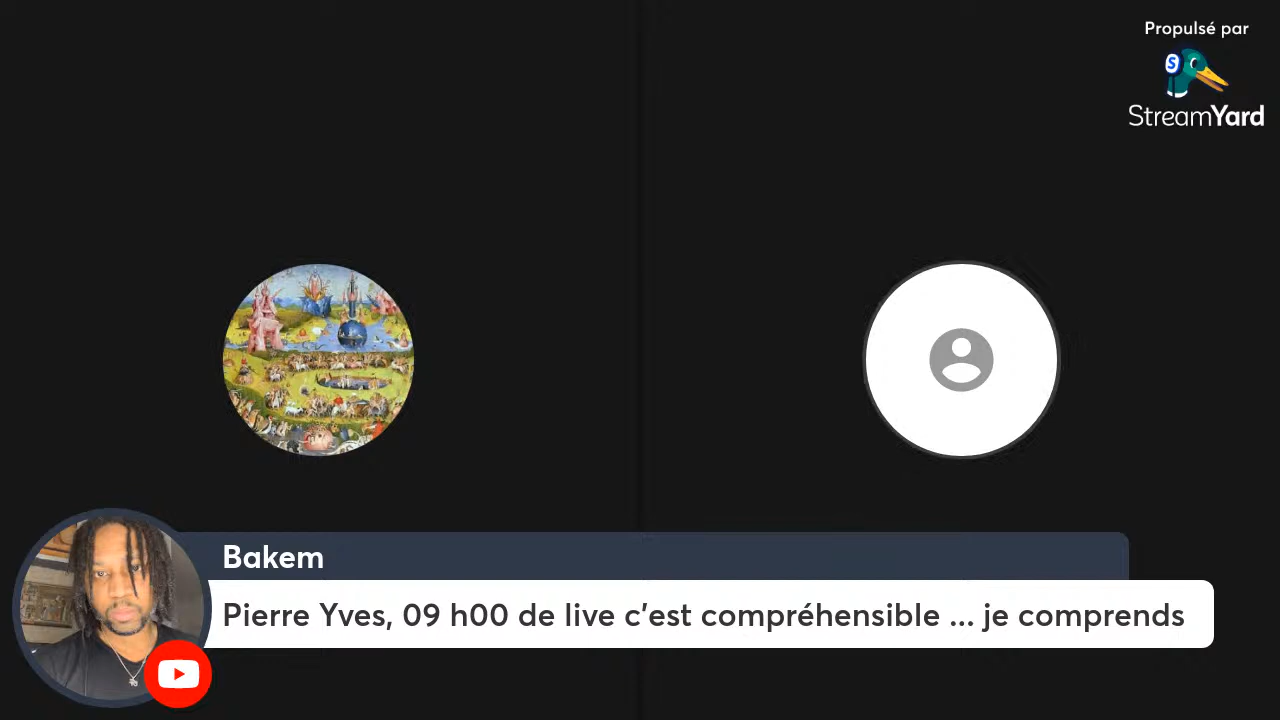 Propulsé par
StreamYard
Bakem
Pierre Yves, 09 h00 de live c'est compréhensible ... je comprends